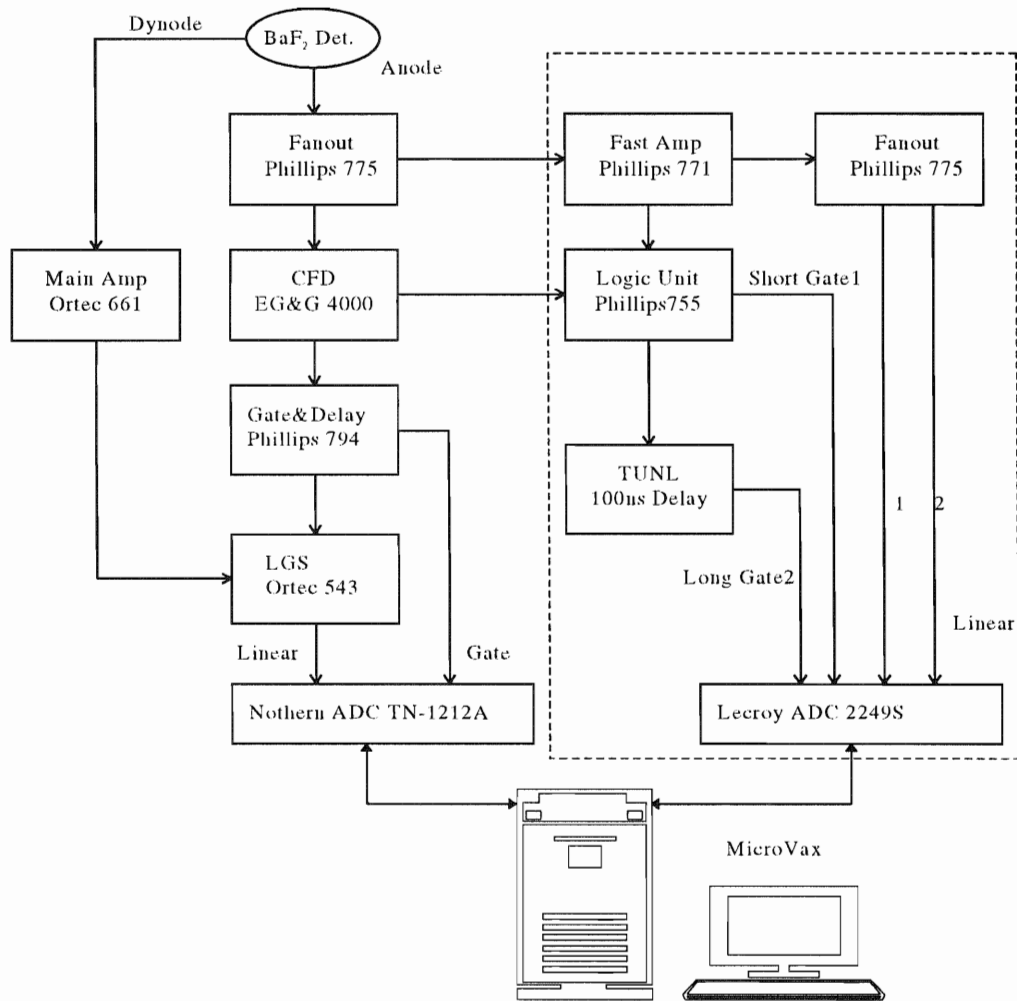 Dynode
BaF₂ Det.
Anode
Fanout
Phillips 775
Fast Amp
Phillips 771
Fanout
Phillips 775
Main Amp
Ortec 661
CFD
EG&G 4000
Logic Unit
Phillips755
Short Gate1
Gate&Delay
Phillips 794
TUNL
100ns Delay
1
2
LGS
Ortec 543
Long Gate2
Linear
Gate
Linear
Nothern ADC TN-1212A
Lecroy ADC 2249S
MicroVax